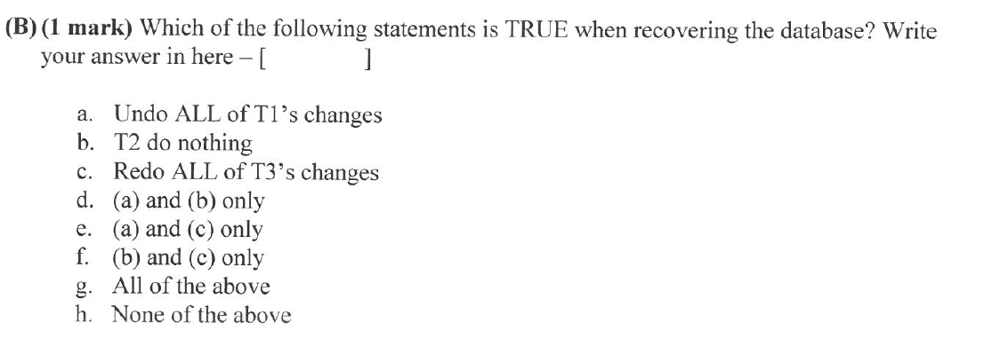 (B) (1 mark) Which of the following statements is TRUE when recovering the database? Write
your answer in here – [ ]
a. Undo ALL of T1's changes
b. T2 do nothing
c. Redo ALL of T3's changes
d. (a) and (b) only
e. (a) and (c) only
f. (b) and (c) only
g. All of the above
h. None of the above